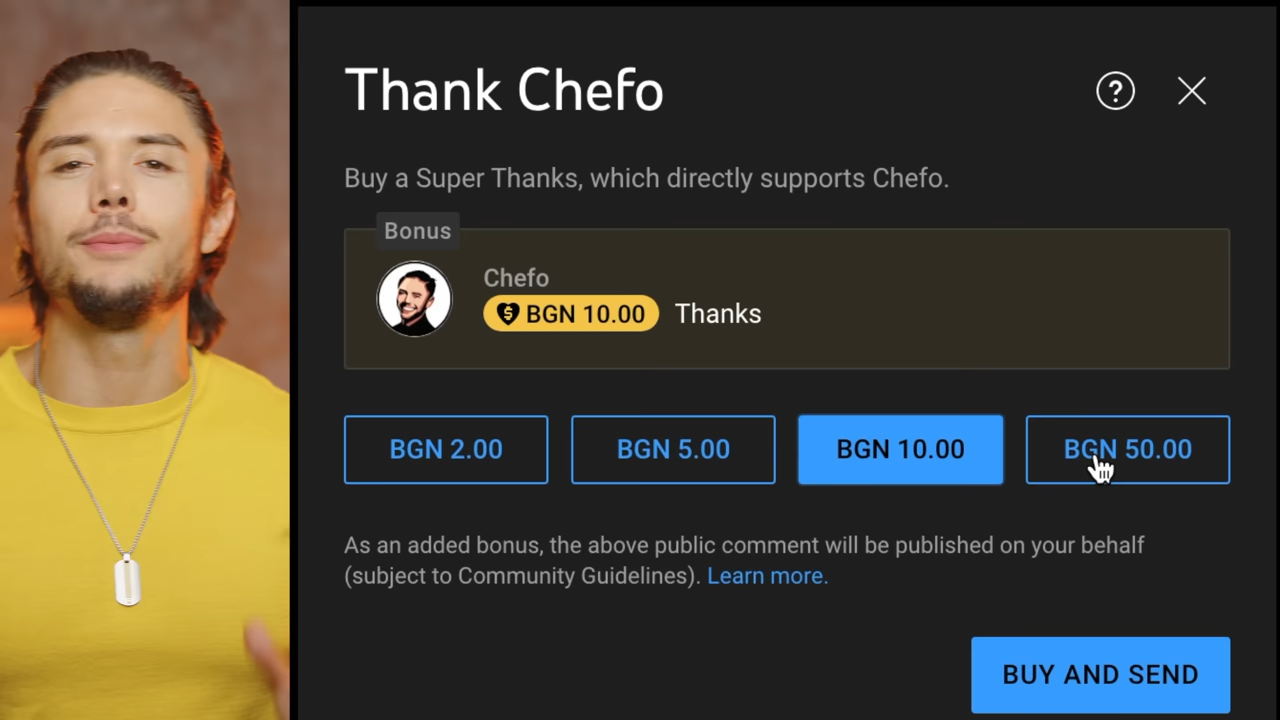 Thank Chefo
Buy a Super Thanks, which directly supports Chefo.
Bonus
Chefo
BGN 10.00 Thanks
BGN 2.00 BGN 5.00 BGN 10.00 BGN 50.00
As an added bonus, the above public comment will be published on your behalf
(subject to Community Guidelines). Learn more.
BUY AND SEND